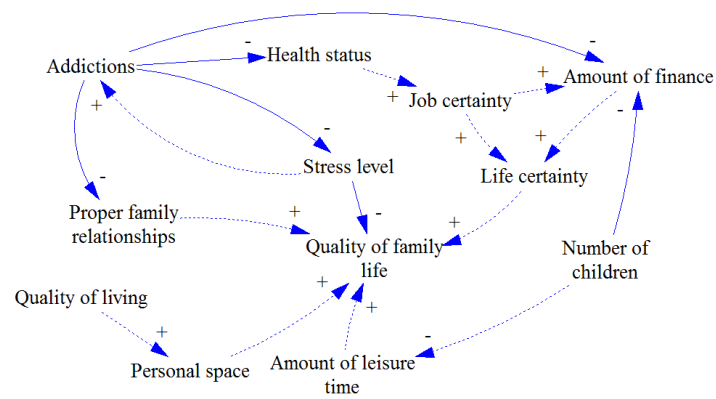 -
-
Health status
Addictions
Amount of finance
+
+
Job certainty
+
-
+
+
-
Stress level
Life certainty
-
Proper family
relationships
+
-
+
Quality of family
life
Number of
children
Quality of living
+
+
+
-
Personal space
Amount of leisure
time